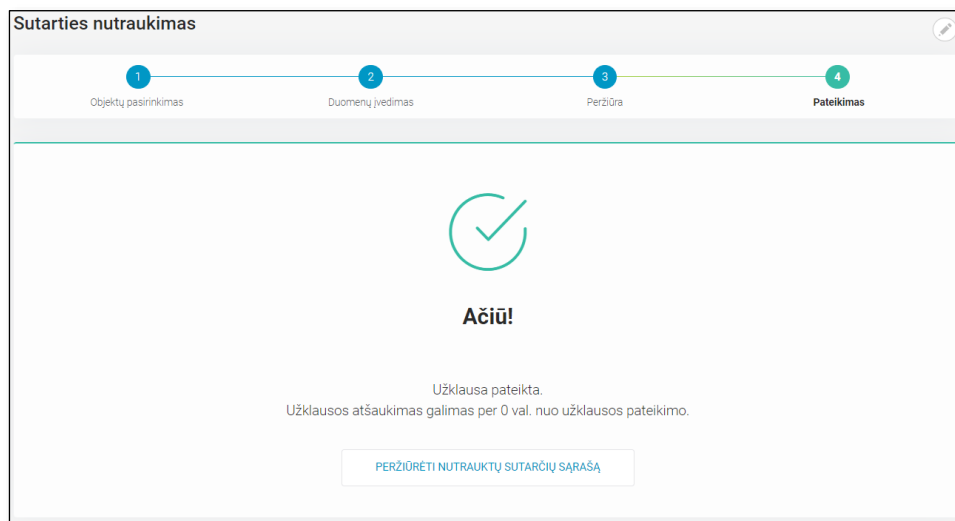 Sutarties nutraukimas
1
2
3
4
Objektų pasirinkimas
Duomenų įvedimas
Peržiūra
Pateikimas
Ačiū!
Užklausa pateikta.
Užklausos atšaukimas galimas per 0 val. nuo užklausos pateikimo.
PERŽIŪRĖTI NUTRAUKTŲ SUTARČIŲ SĄRAŠĄ